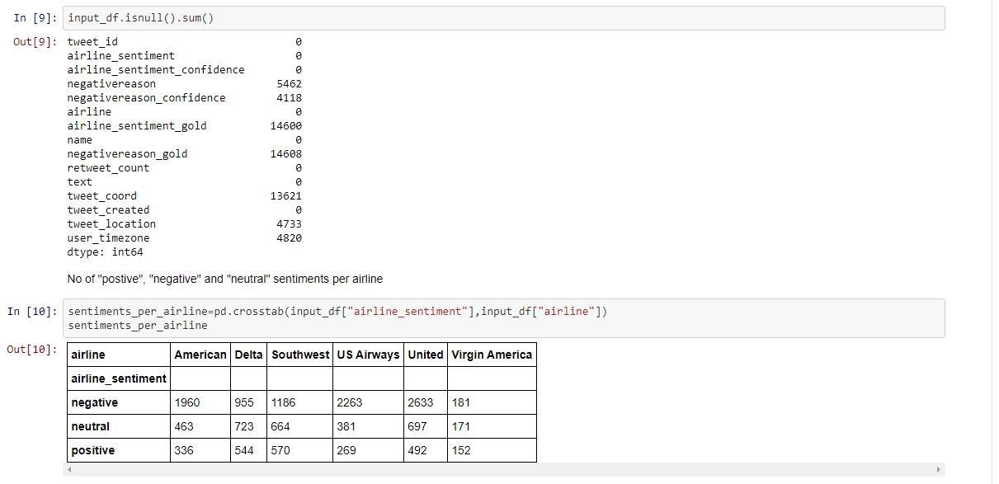 In [9]: input_df.isnull().sum()
Out[9]: tweet_id 0
airline_sentiment 0
airline_sentiment_confidence 0
negativereason 5462
negativereason_confidence 4118
airline 0
airline_sentiment_gold 14600
name 0
negativereason_gold 14608
retweet_count 0
text 0
tweet_coord 13621
tweet_created 0
tweet_location 4733
user_timezone 4820
dtype: int64
No of "postive", "negative" and "neutral" sentiments per airline
In [10]: sentiments_per_airline=pd.crosstab(input_df["airline_sentiment"],input_df["airline"])
sentiments_per_airline
Out[10]: airline American Delta Southwest US Airways United Virgin America
airline_sentiment
negative 1960 955 1186 2263 2633 181
neutral 463 723 664 381 697 171
positive 336 544 570 269 492 152